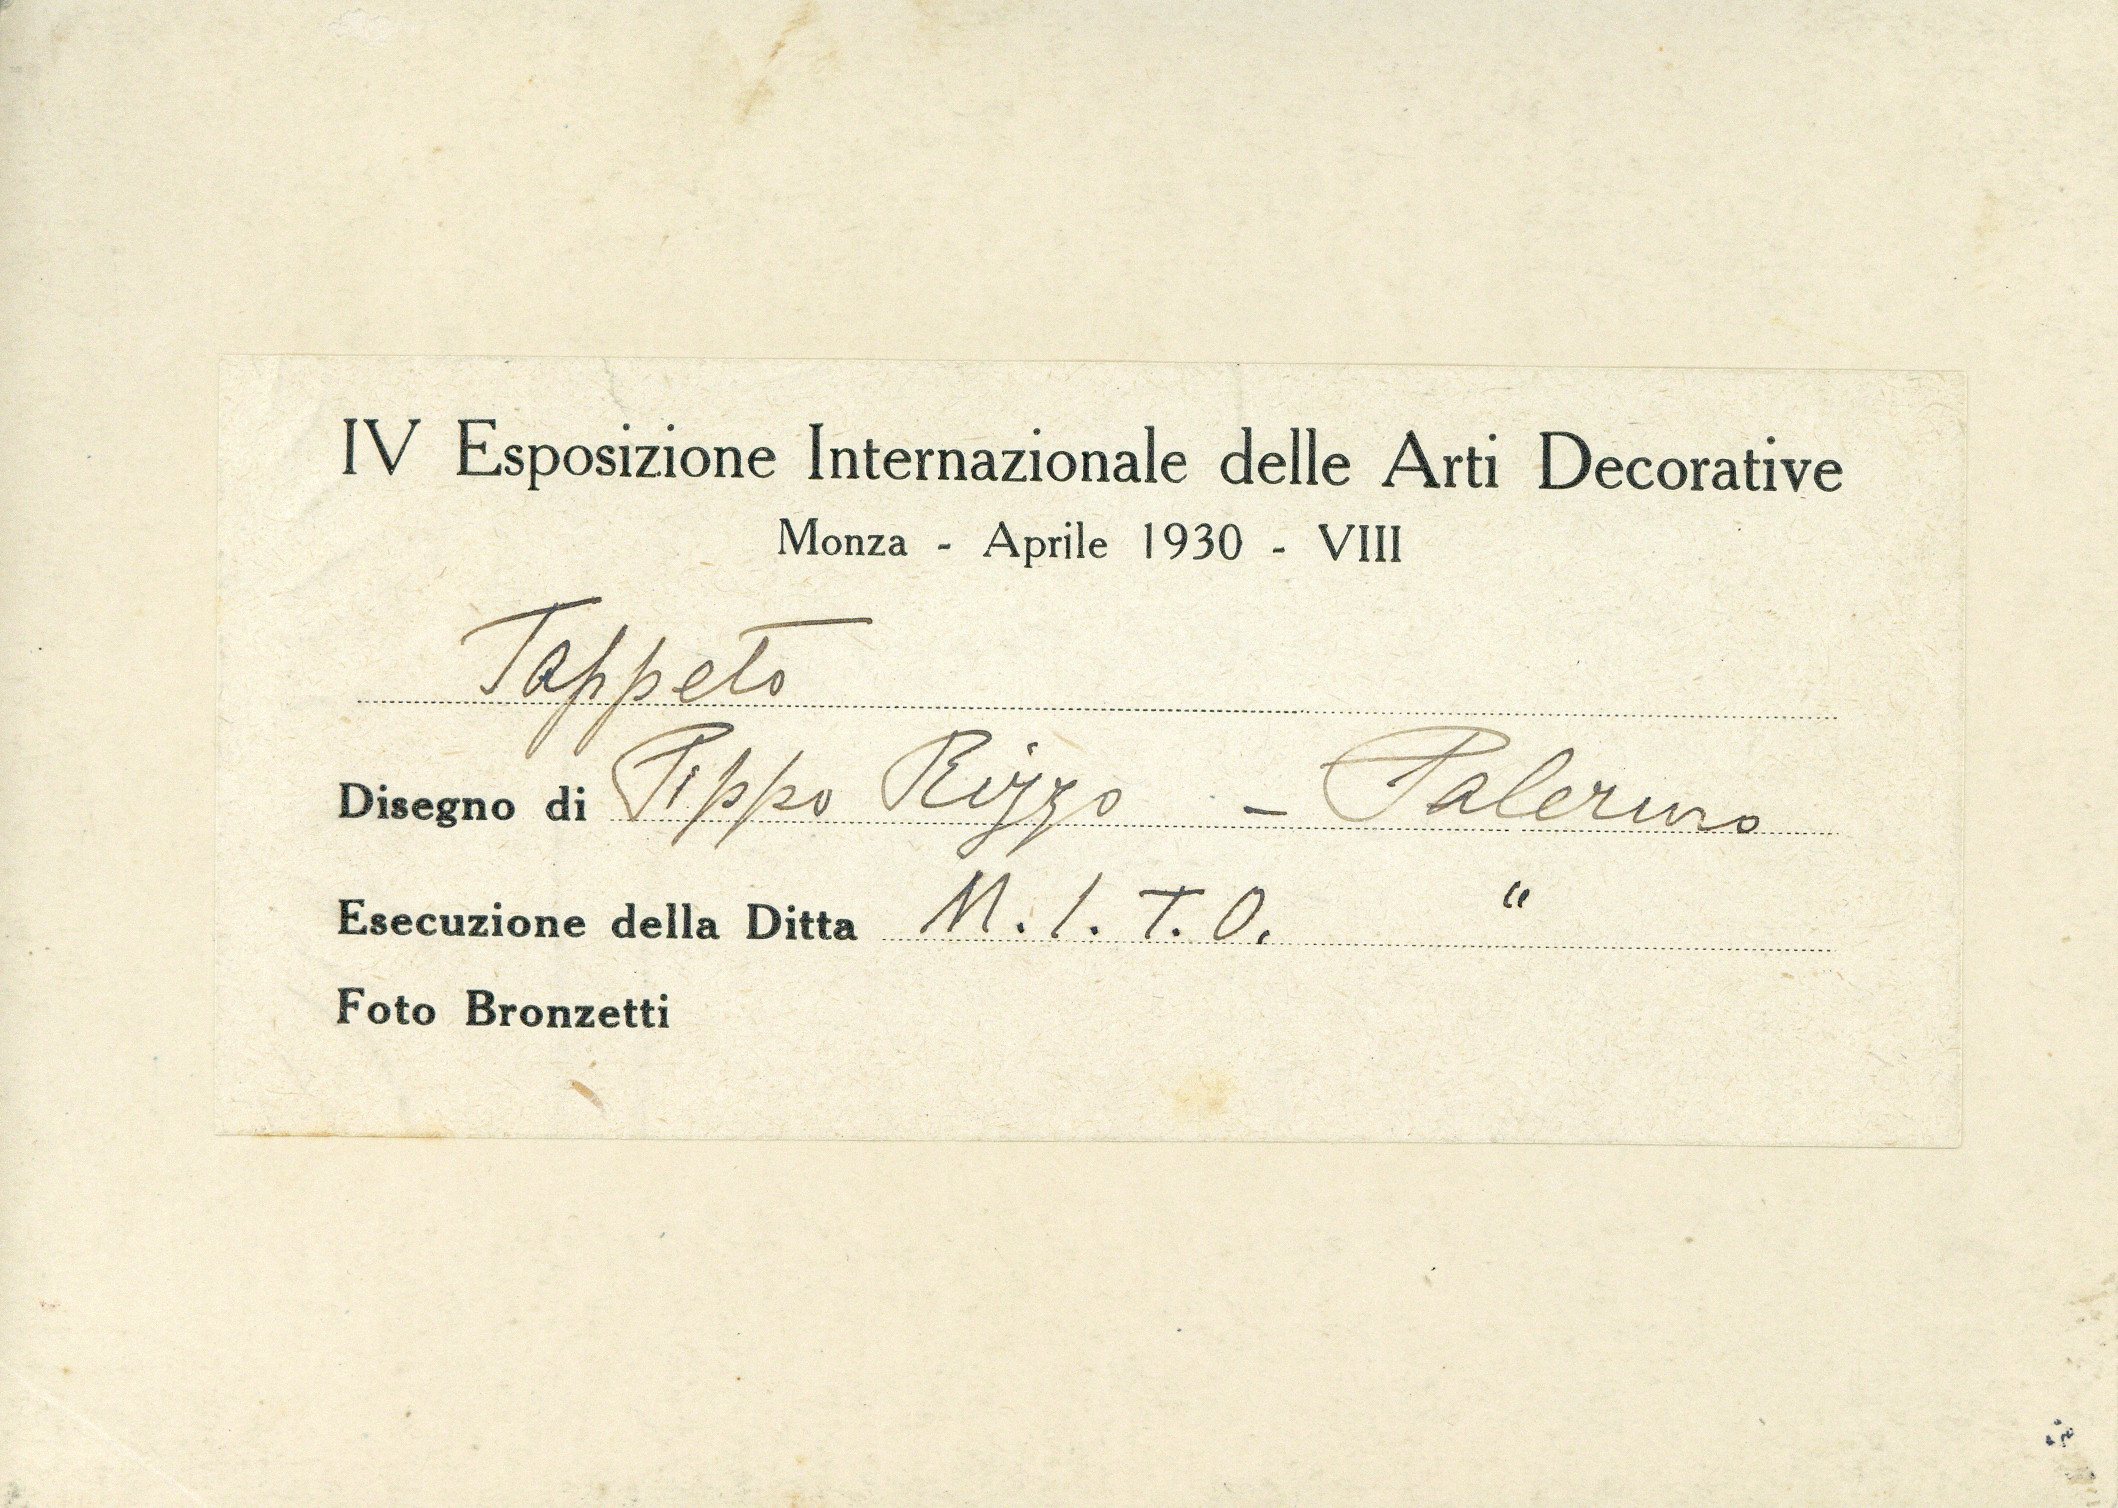 IV Esposizione Internazionale delle Arti Decorative
Monza - Aprile 1930 - VIII
Tappeto
Disegno di Pippo Rizzo - Palermo
Esecuzione della Ditta M.I.T.O. "
Foto Bronzetti